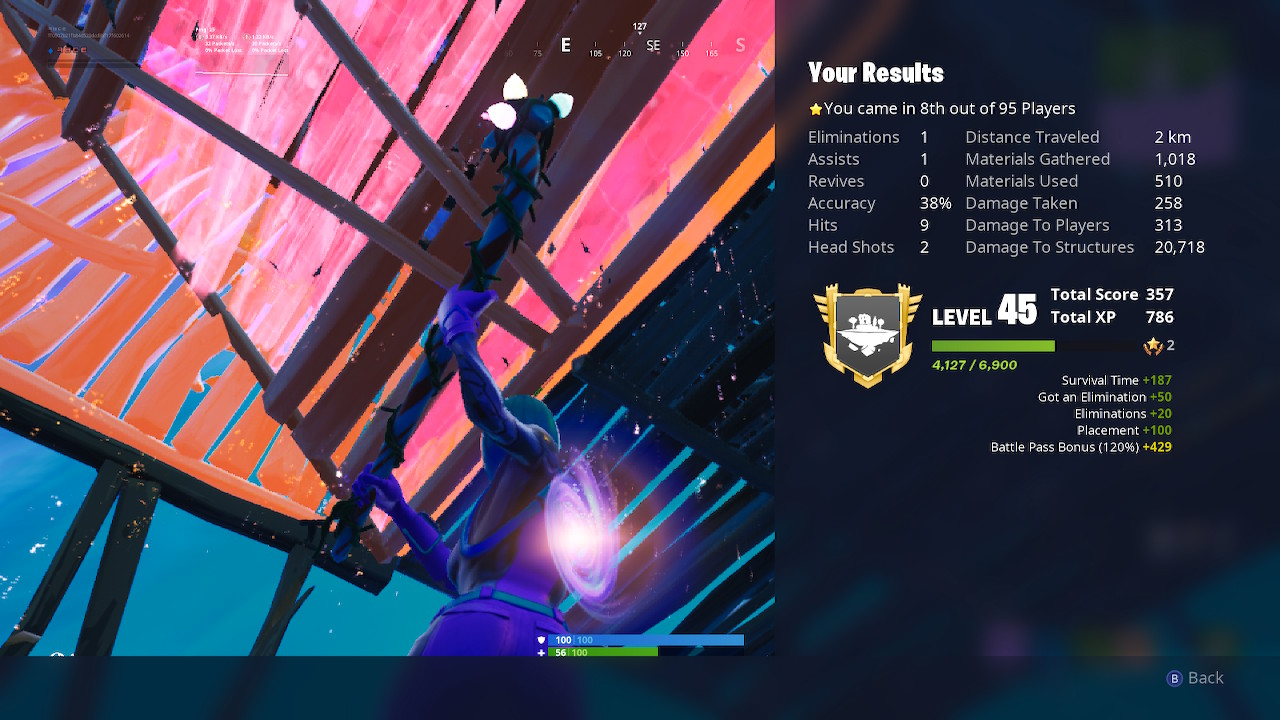 127
75 E 105 120 SE 150 165 S
Your Results
You came in 8th out of 95 Players
Eliminations 1 Distance Traveled 2 km
Assists 1 Materials Gathered 1,018
Revives 0 Materials Used 510
Accuracy 38% Damage Taken 258
Hits 9 Damage To Players 313
Head Shots 2 Damage To Structures 20,718
LEVEL 45 Total Score 357
Total XP 786
2
4,127 / 6,900
Survival Time +187
Got an Elimination +50
Eliminations +20
Placement +100
Battle Pass Bonus (120%) +429
100 | 100
56 | 100
B Back